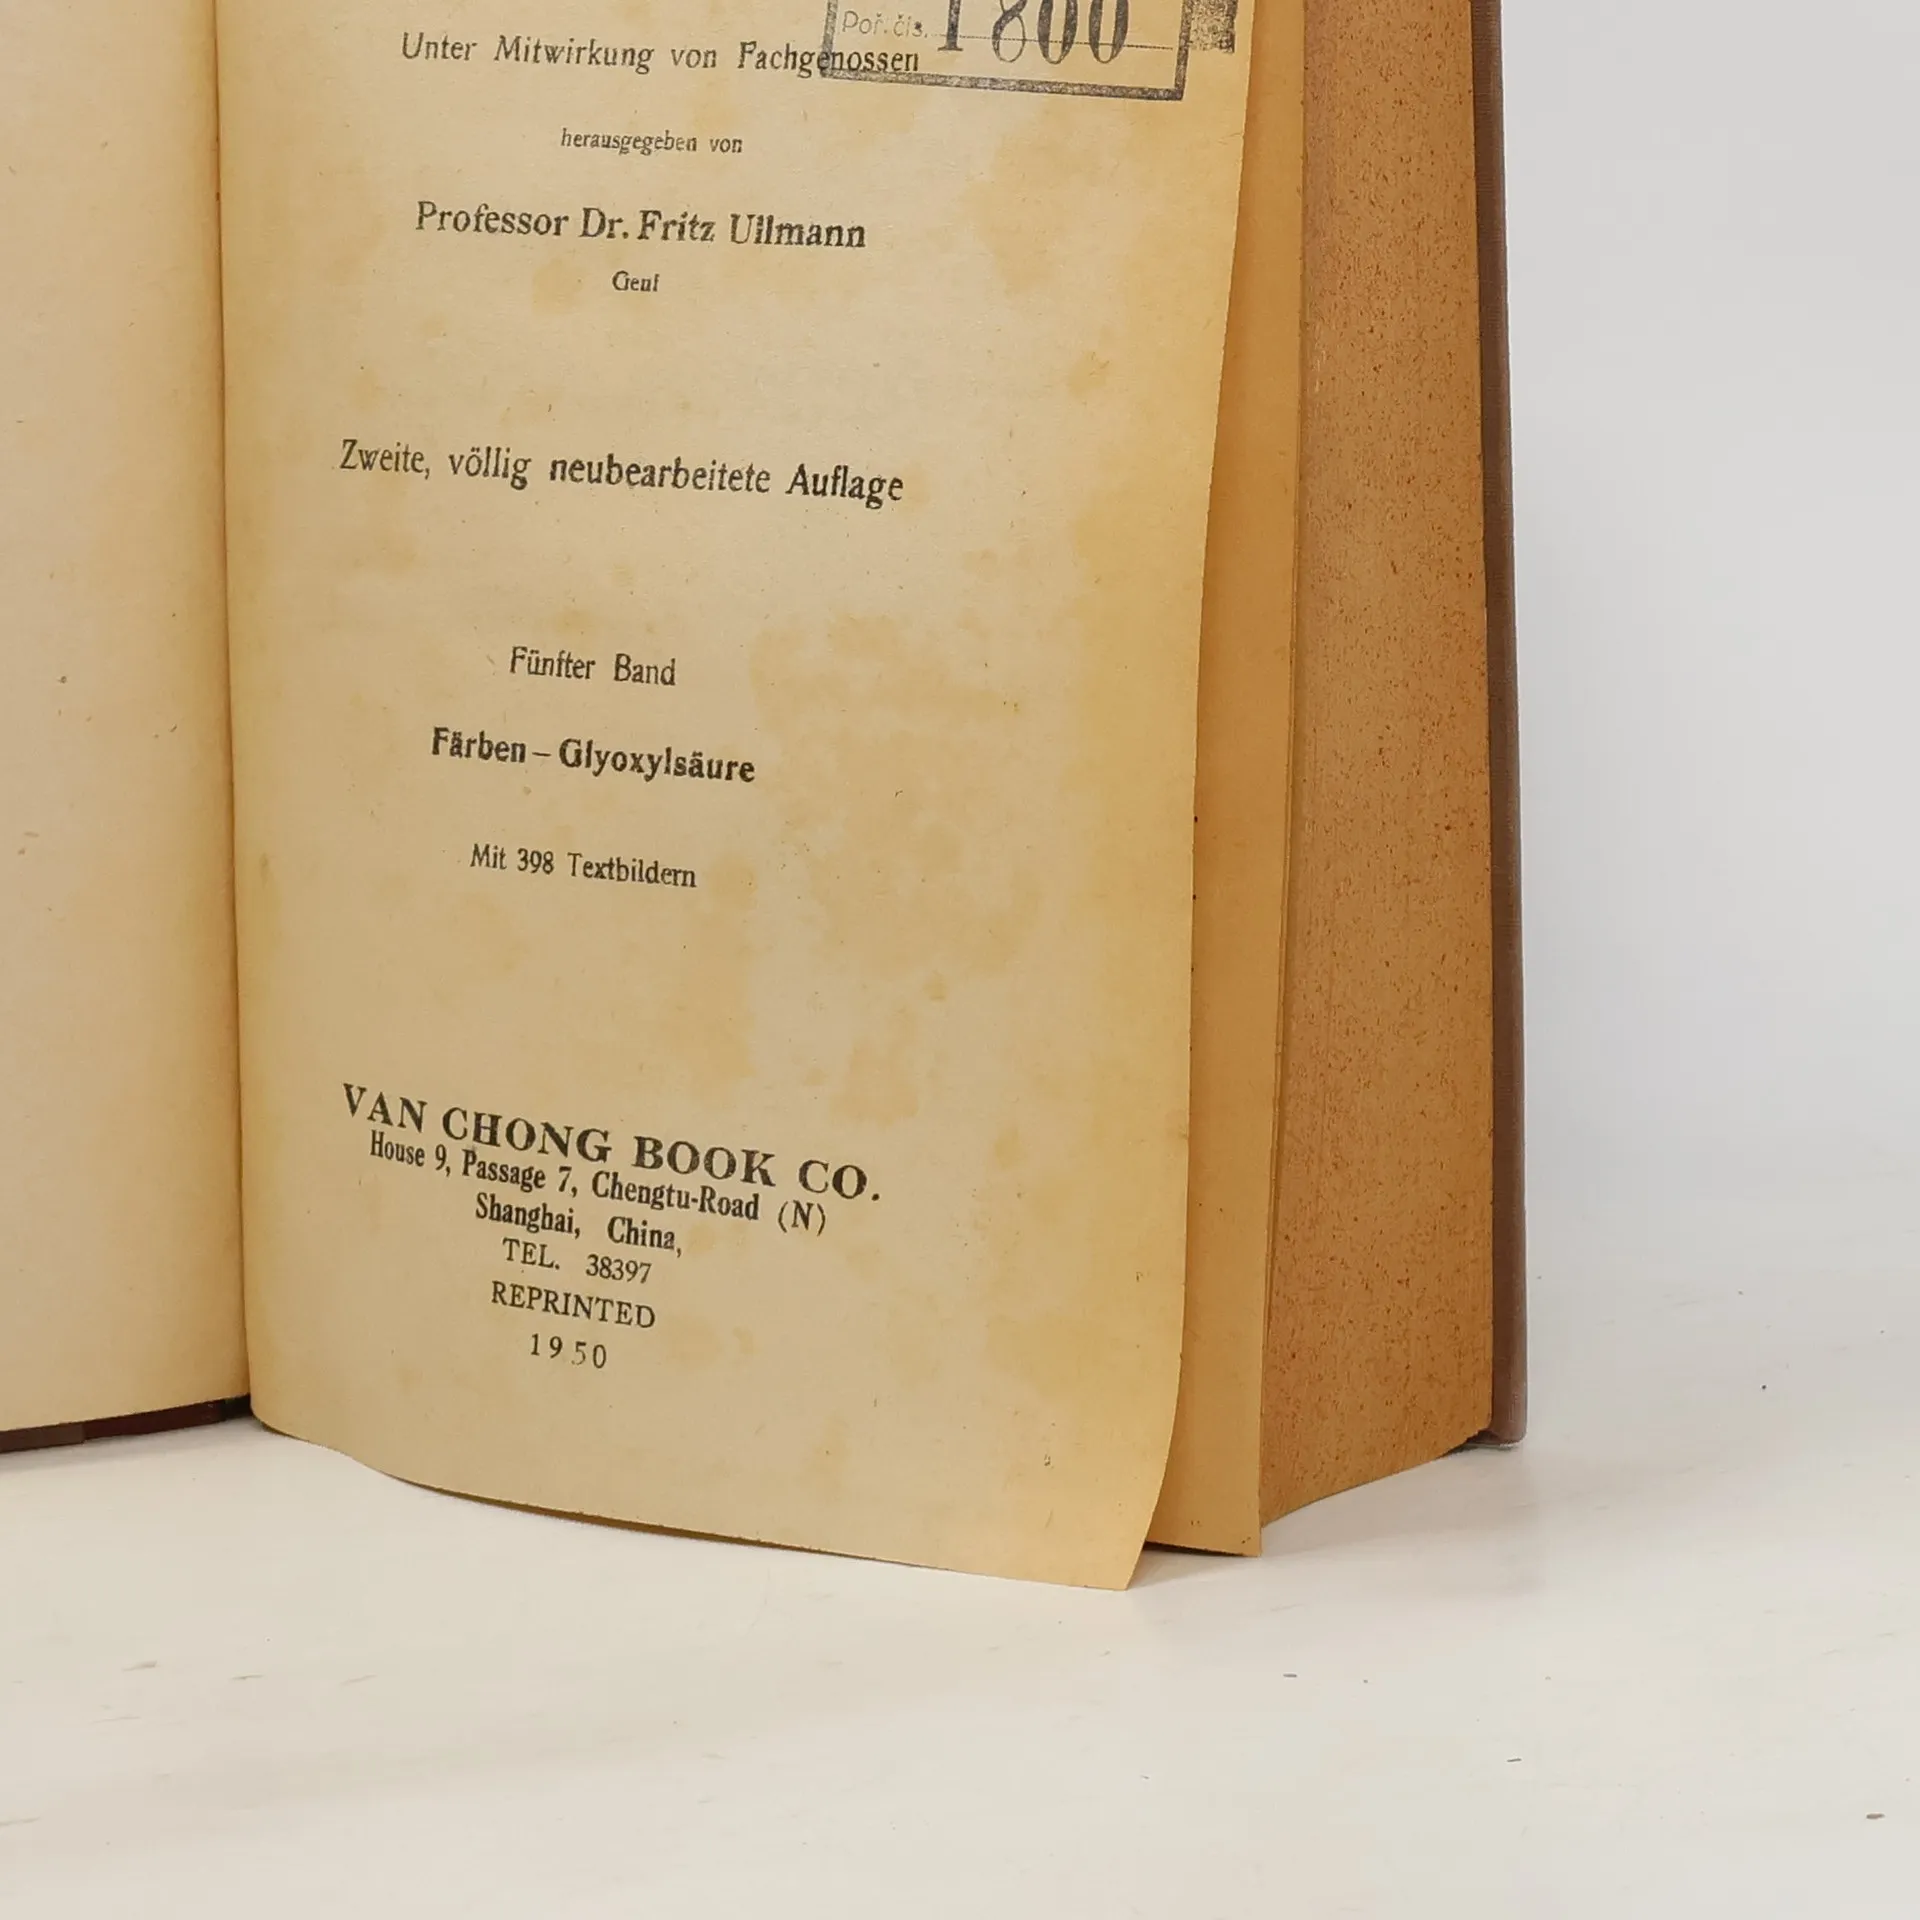 Poř. čís. 1800
Unter Mitwirkung von Fachgenossen
herausgegeben von
Professor Dr. Fritz Ullmann
Genf
Zweite, völlig neubearbeitete Auflage
Fünfter Band
Färben – Glyoxylsäure
Mit 398 Textbildern
VAN CHONG BOOK CO.
House 9, Passage 7, Chengtu-Road (N)
Shanghai, China,
TEL. 38397
REPRINTED
1950